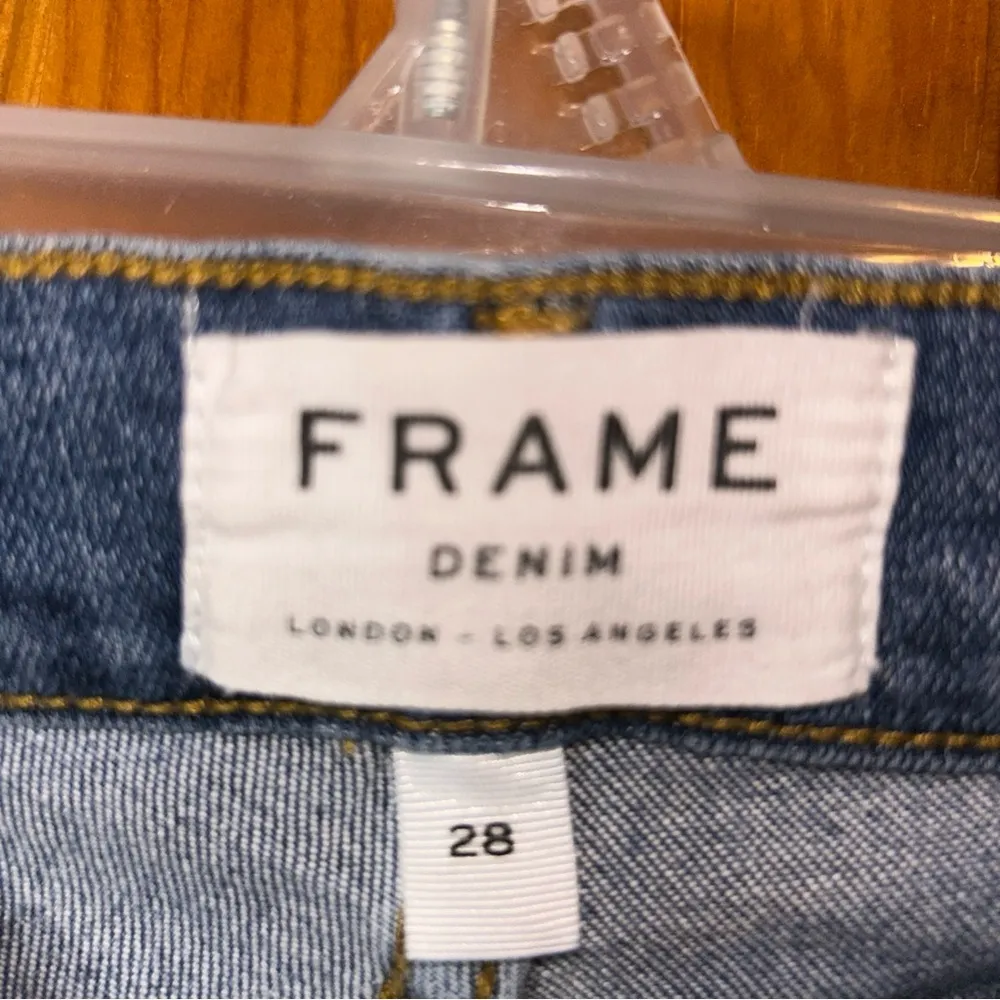 FRAME
DENIM
LONDON - LOS ANGELES
28